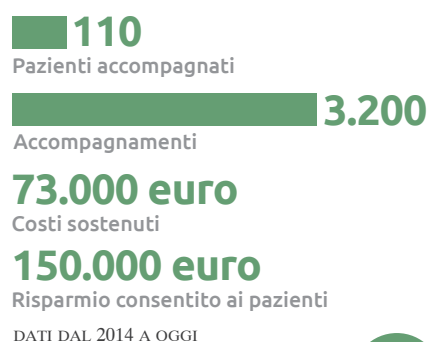 110
Pazienti accompagnati
3.200
Accompagnamenti
73.000 euro
Costi sostenuti
150.000 euro
Risparmio consentito ai pazienti
DATI DAL 2014 A OGGI